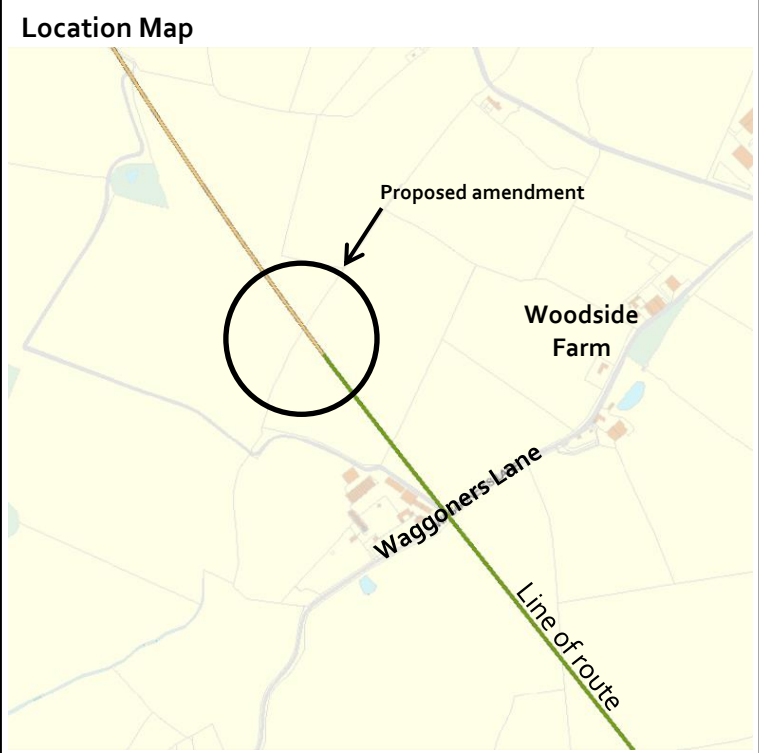 Location Map
Proposed amendment
Woodside
Farm
Waggoners Lane
Line of route